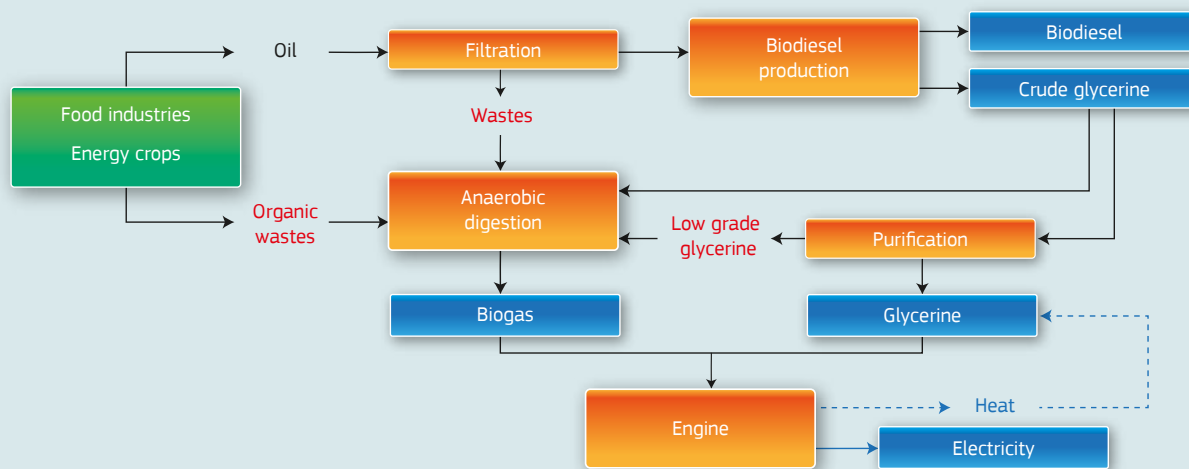 Oil
Filtration
Biodiesel
production
Biodiesel
Crude glycerine
Food industries
Energy crops
Wastes
Organic
wastes
Anaerobic
digestion
Low grade
glycerine
Purification
Biogas
Glycerine
Engine
Heat
Electricity